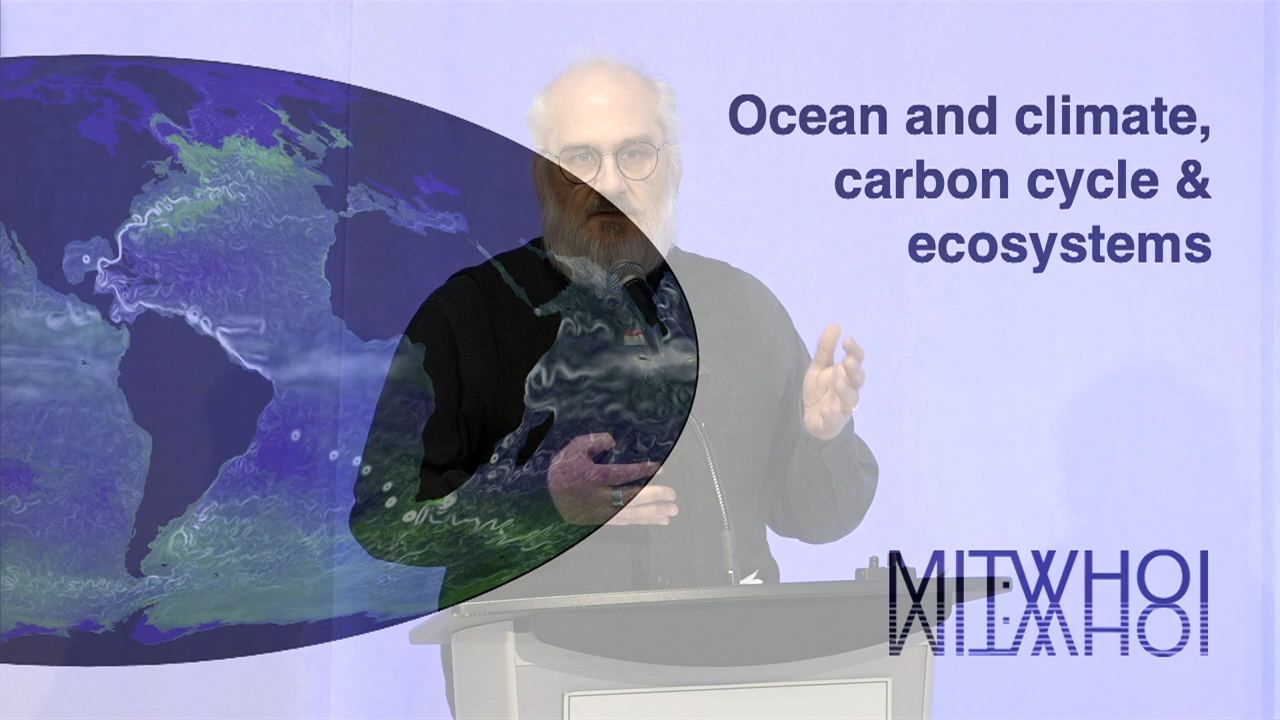 Ocean and climate,
carbon cycle &
ecosystems
MIT·WHOI